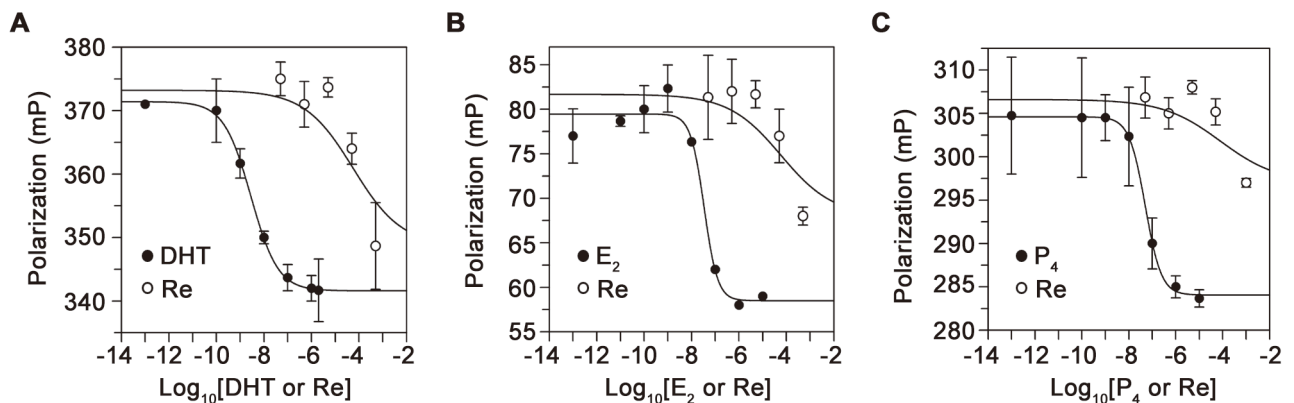 A
Polarization (mP)
380
370
360
350
340
DHT
Re
-14 -12 -10 -8 -6 -4 -2
Log10[DHT or Re]
B
Polarization (mP)
85
80
75
70
65
60
55
E2
Re
-14 -12 -10 -8 -6 -4 -2
Log10[E2 or Re]
C
Polarization (mP)
310
305
300
295
290
285
280
P4
Re
-14 -12 -10 -8 -6 -4 -2
Log10[P4 or Re]